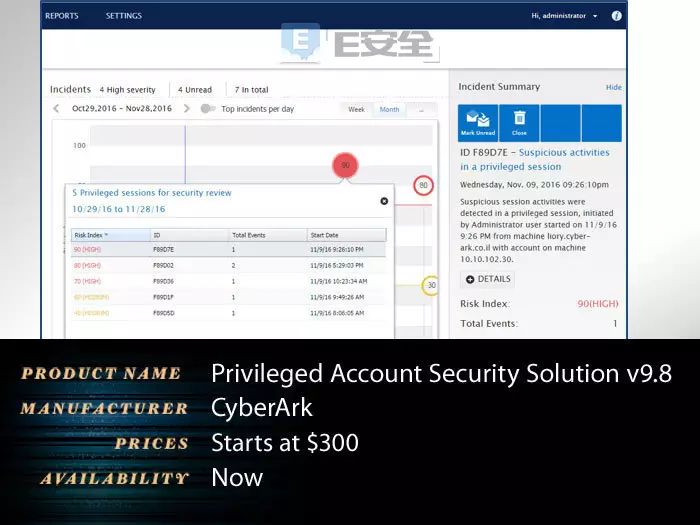 REPORTS SETTINGS Hi, administrator
E安全
Incidents 4 High severity 4 Unread 7 In total
Oct29,2016 - Nov28,2016 Top incidents per day Week Month ...
100
90
80
30
5 Privileged sessions for security review
10/29/16 to 11/28/16
Risk Index ID Total Events Start Date
90 (HIGH) F89D7E 1 11/9/16 9:26:10 PM
80 (HIGH) F89D02 2 11/9/16 5:29:03 PM
70 (HIGH) F89D36 1 11/9/16 10:23:34 AM
60 (MEDIUM) F89D1F 1 11/9/16 9:49:26 AM
40 (MEDIUM) F89D5D 1 11/9/16 8:06:05 AM
Incident Summary Hide
Mark Unread Close
ID F89D7E - Suspicious activities
in a privileged session
Wednesday, Nov. 09, 2016 09:26:10pm
Suspicious session activities were
detected in a privileged session, initiated
by Administrator user started on 11/9/16
9:26 PM from machine liory.cyber-
ark.co.il with account on machine
10.10.102.30.
DETAILS
Risk Index: 90(HIGH)
Total Events: 1
PRODUCT NAME Privileged Account Security Solution v9.8
MANUFACTURER CyberArk
PRICES Starts at $300
AVAILABILITY Now